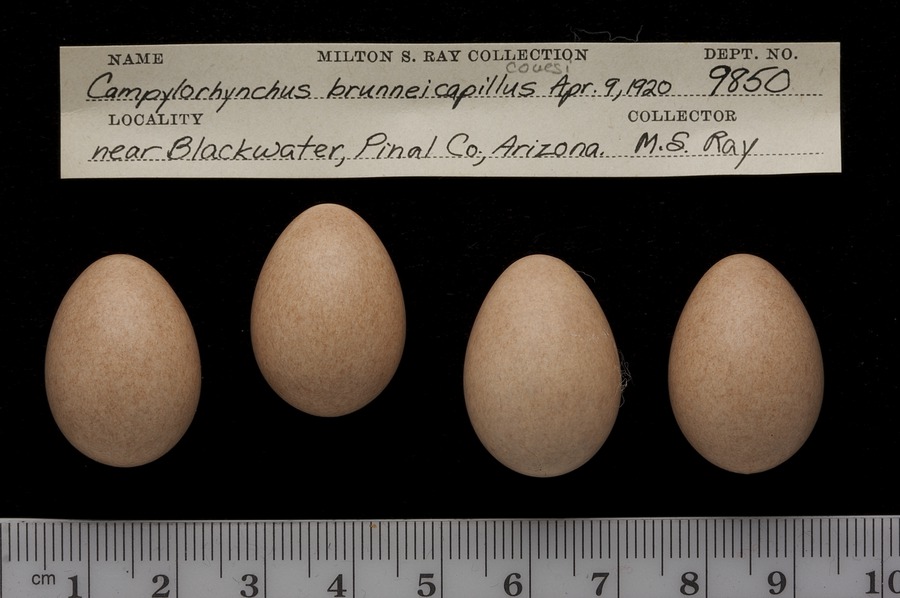 NAME MILTON S. RAY COLLECTION DEPT. NO.
couesi
Campylorhynchus brunneicapillus Apr. 9, 1920 9850
LOCALITY COLLECTOR
near Blackwater, Pinal Co., Arizona. M.S. Ray
cm 1 2 3 4 5 6 7 8 9 10